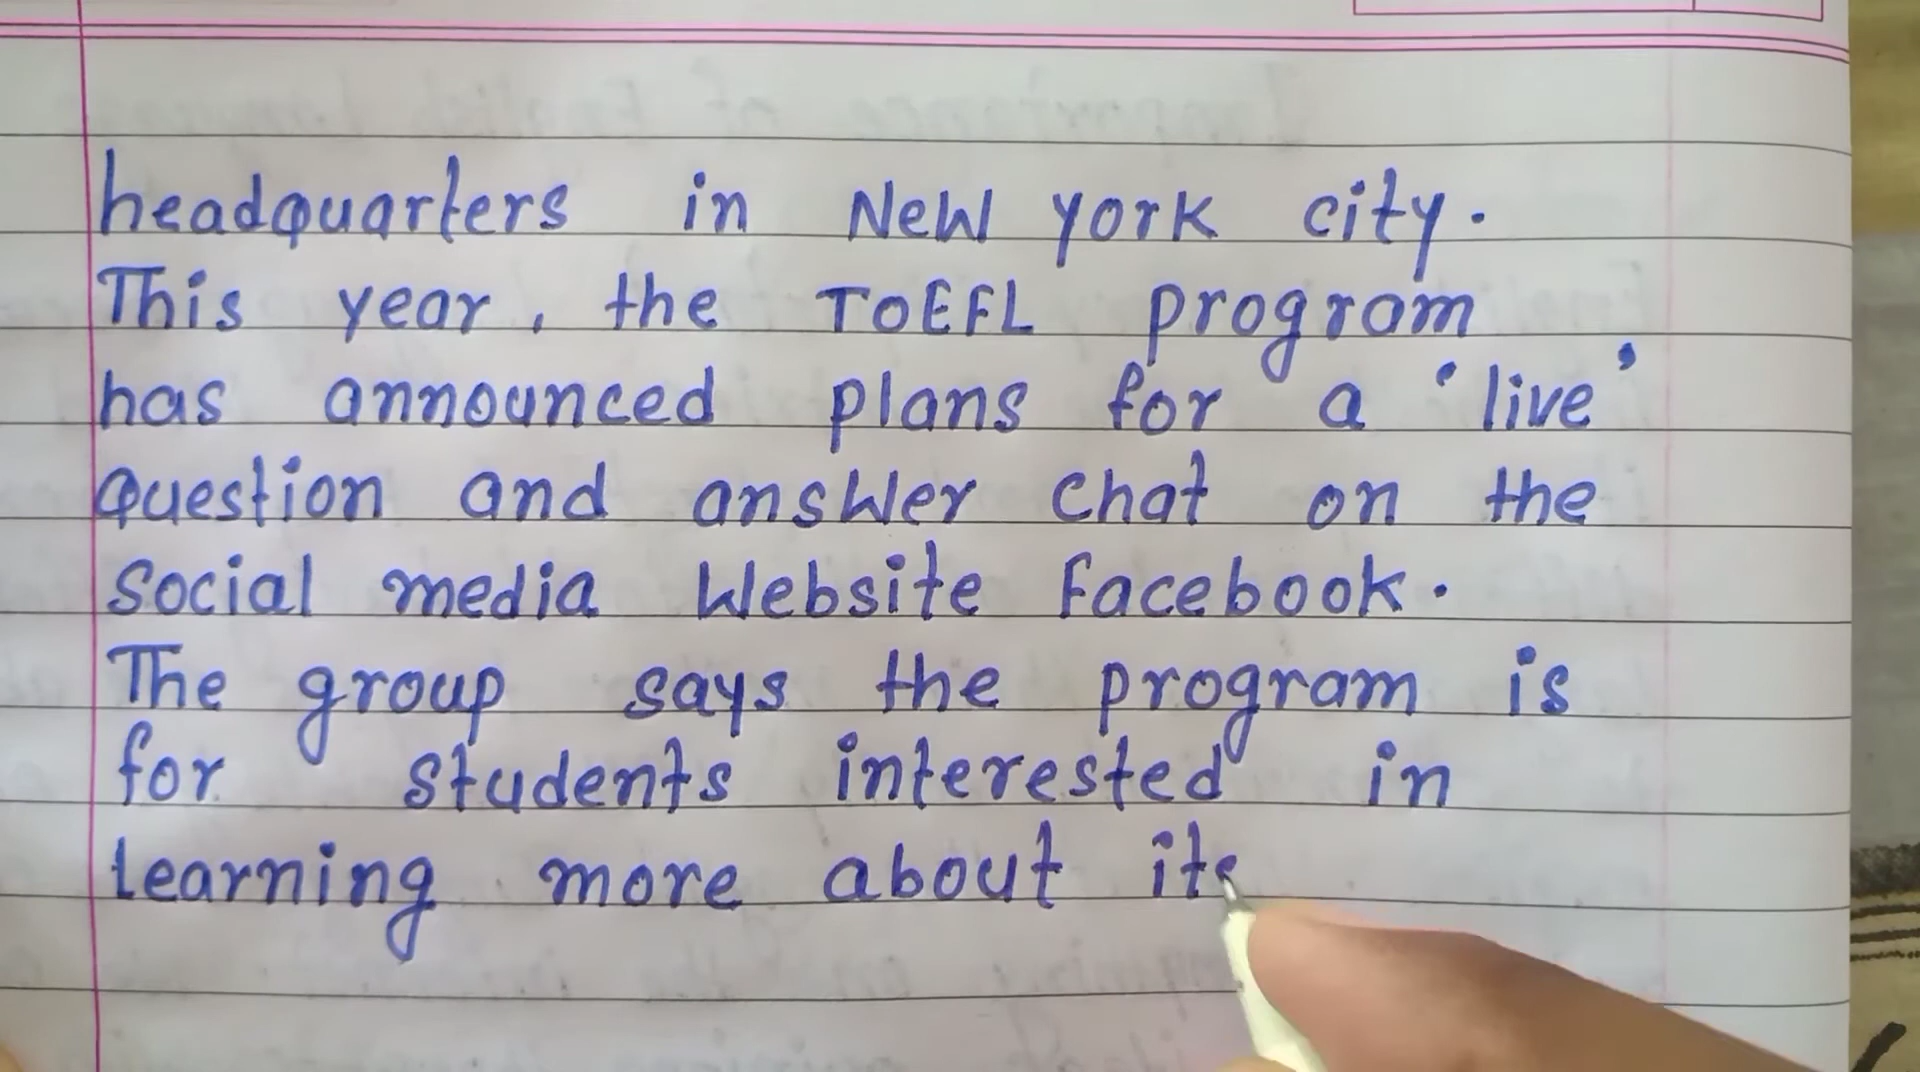 headquarters in New york city.
This year, the TOEFL program
has announced plans for a 'live'
Question and answer chat on the
Social media Website facebook.
The group says the program is
for students interested in
learning more about its